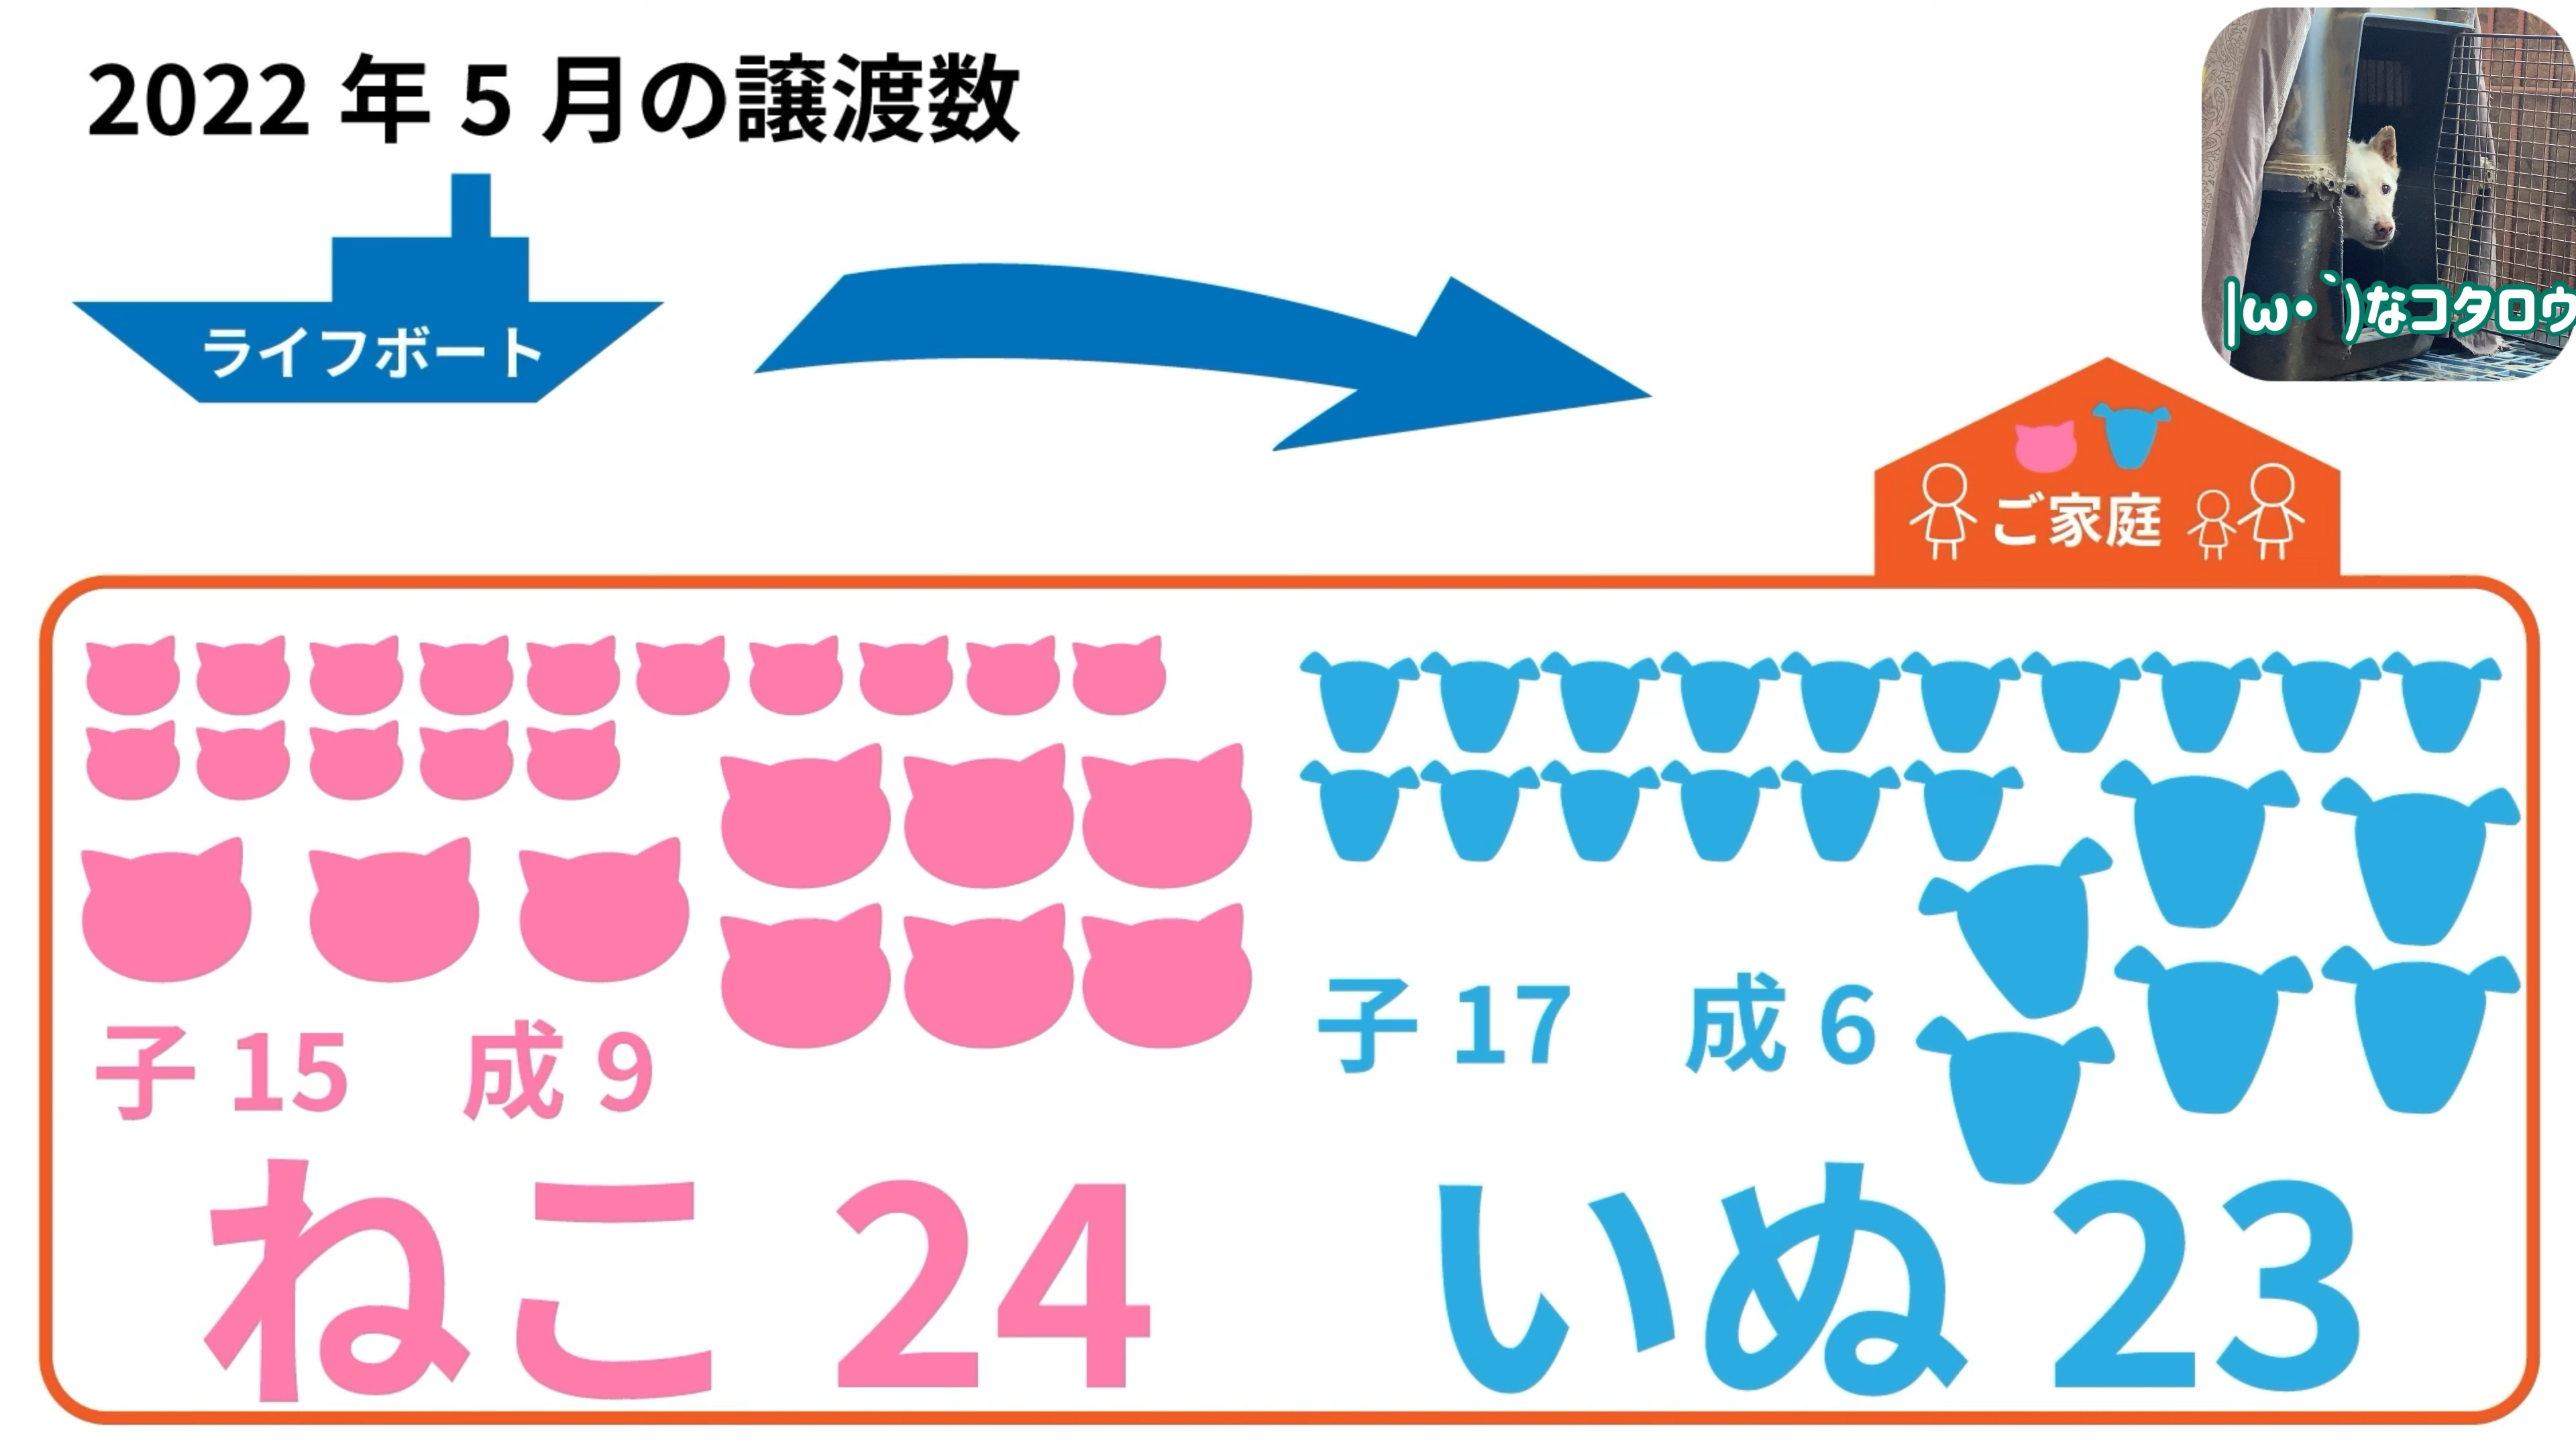 2022 年 5 月の譲渡数
|ω・`)なコタロウ
ライフボート
ご家庭
子 15　成 9
子 17　成 6
ねこ 24
いぬ 23